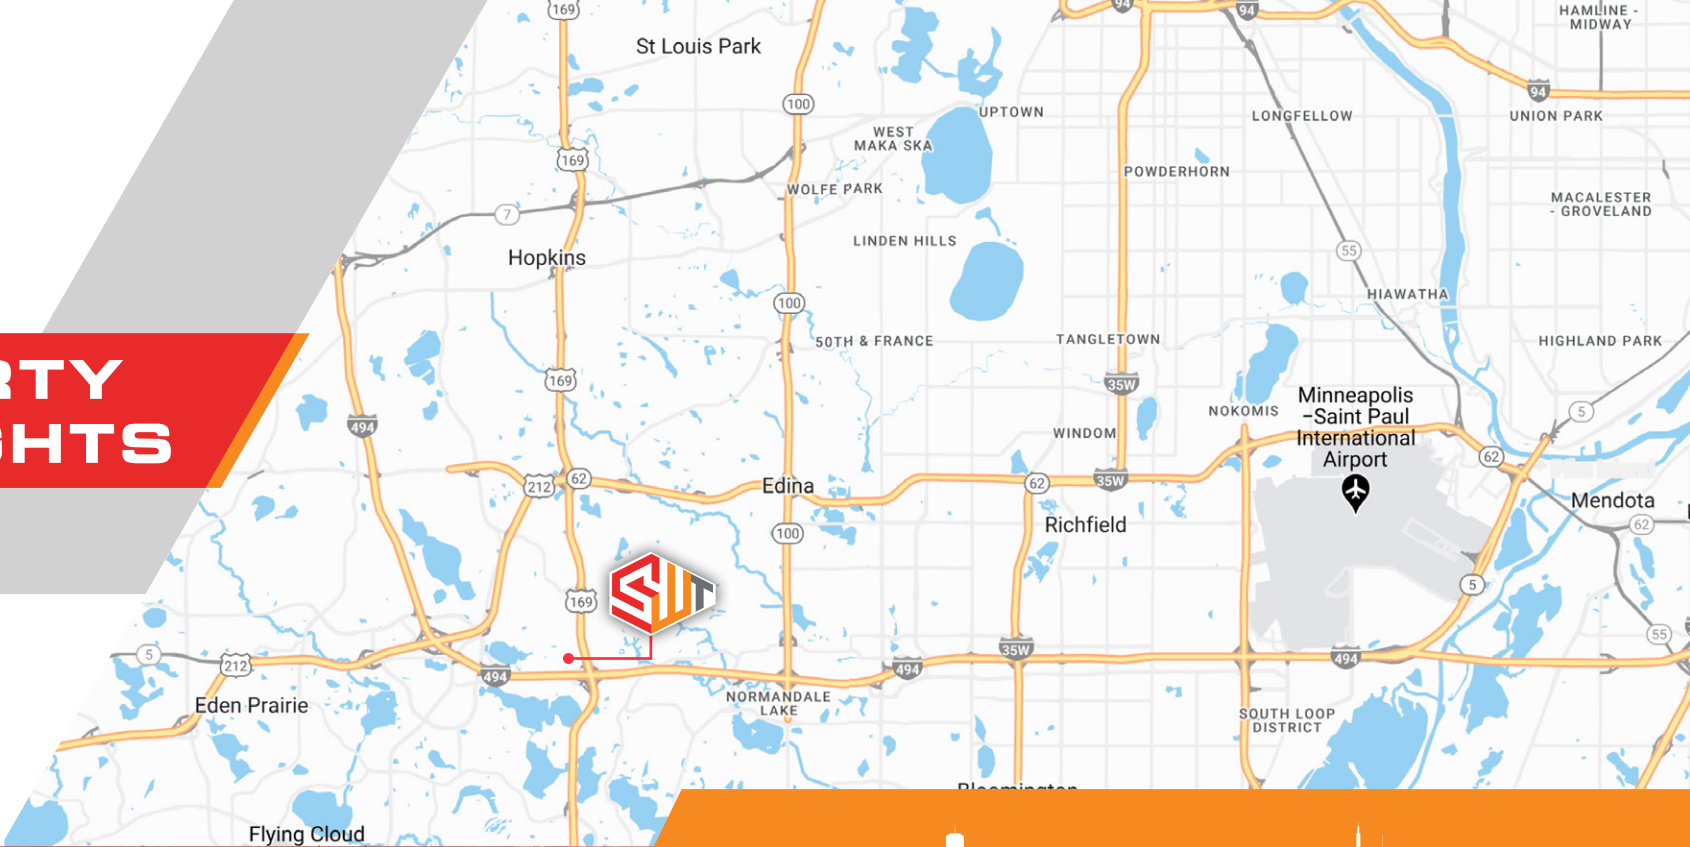 169
94
94
HAMLINE -
MIDWAY
St Louis Park
94
100
UPTOWN
LONGFELLOW
UNION PARK
WEST
MAKA SKA
169
POWDERHORN
WOLFE PARK
MACALESTER
- GROVELAND
7
LINDEN HILLS
55
Hopkins
HIAWATHA
100
50TH & FRANCE
TANGLETOWN
HIGHLAND PARK
RTY
169
35W
Minneapolis
-Saint Paul
International
Airport
NOKOMIS
5
494
WINDOM
GHTS
62
212
62
Edina
62
35W
Mendota
62
Richfield
100
5
169
SWT
5
212
494
35W
494
494
55
Eden Prairie
NORMANDALE
LAKE
SOUTH LOOP
DISTRICT
Bloomington
Flying Cloud